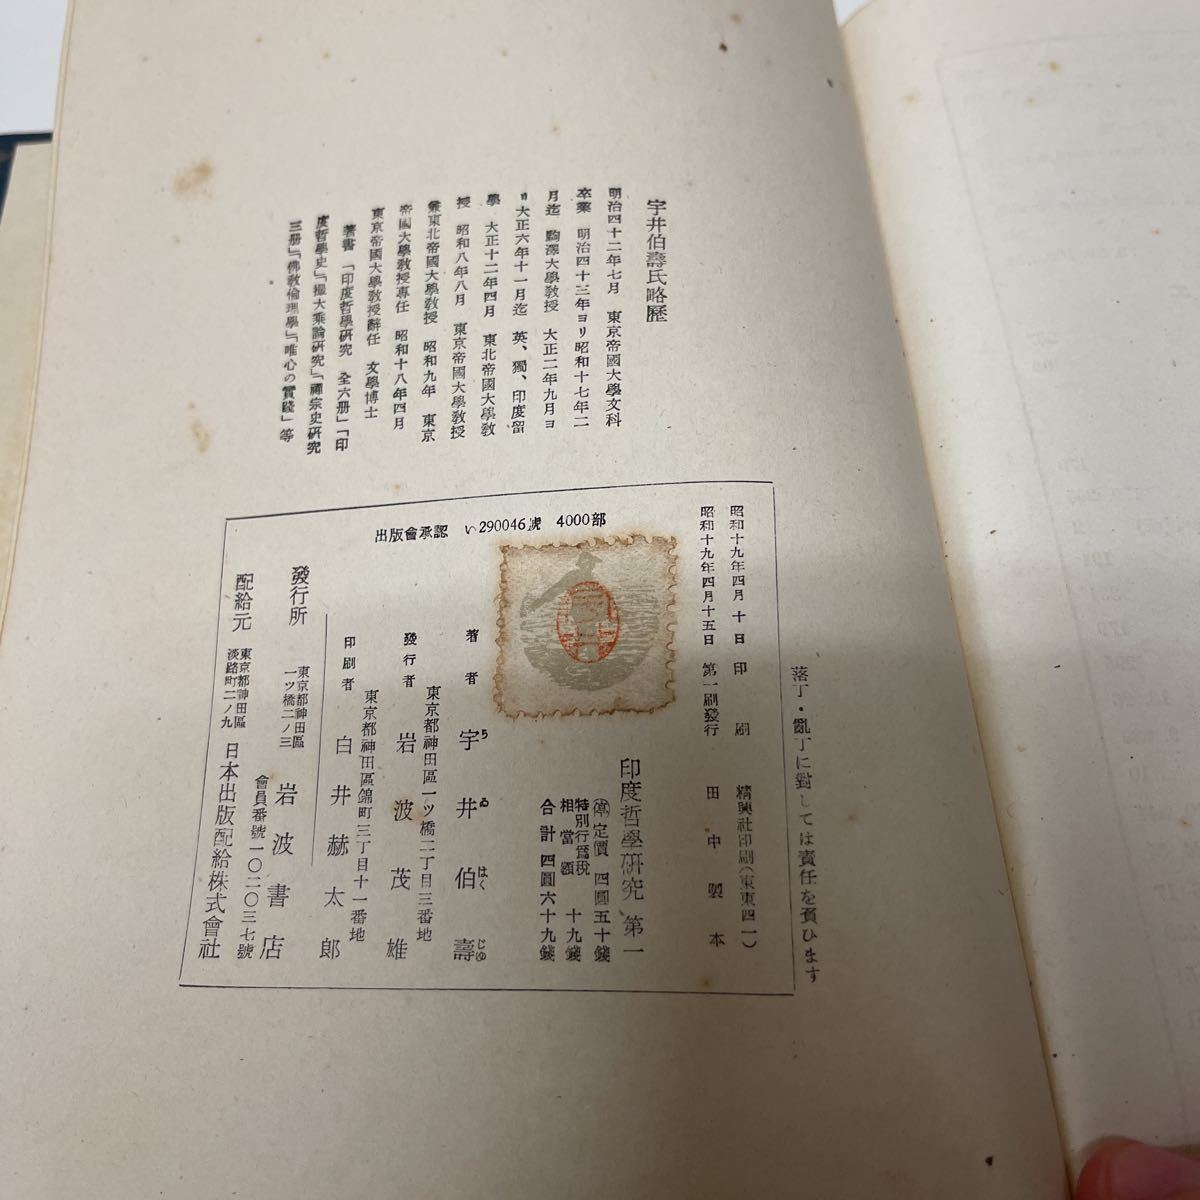 宇井伯壽氏略歷
明治四十二年七月　東京帝國大學文科
卒業　明治四十三年ヨリ昭和十七年二
月迄　駒澤大學教授　大正二年九月ヨ
リ大正六年十一月迄　英、獨、印度留
學　大正十二年四月　東北帝國大學教
授　昭和八年八月　東京帝國大學教授
兼東北帝國大學教授　昭和九年　東京
帝國大學教授專任　昭和十八年四月
東京帝國大學教授辭任　文學博士
著書　「印度哲學硏究　全六册」「印
度哲學史」「攝大乘論硏究」「禪宗史硏究
三册」「佛敎倫理學」「唯心の實踐」等
落丁・亂丁に對しては責任を負ひます
出版會承認　い290046號　4000部
昭和十九年四月十日　印刷
昭和十九年四月十五日　第一刷發行
精興社印刷（東東四一）
田中製本
印度哲學硏究　第一
定價　四圓五十錢
特別行爲稅相當額　十九錢
合計　四圓六十九錢
著者　宇井伯壽
うゐはくじゆ
東京都神田區一ツ橋二丁目三番地
發行者　岩波茂雄
東京都神田區錦町三丁目十一番地
印刷者　白井赫太郎
發行所　東京都神田區一ツ橋二ノ三　岩波書店
會員番號一〇二〇三七號
配給元　東京都神田區淡路町二ノ九　日本出版配給株式會社